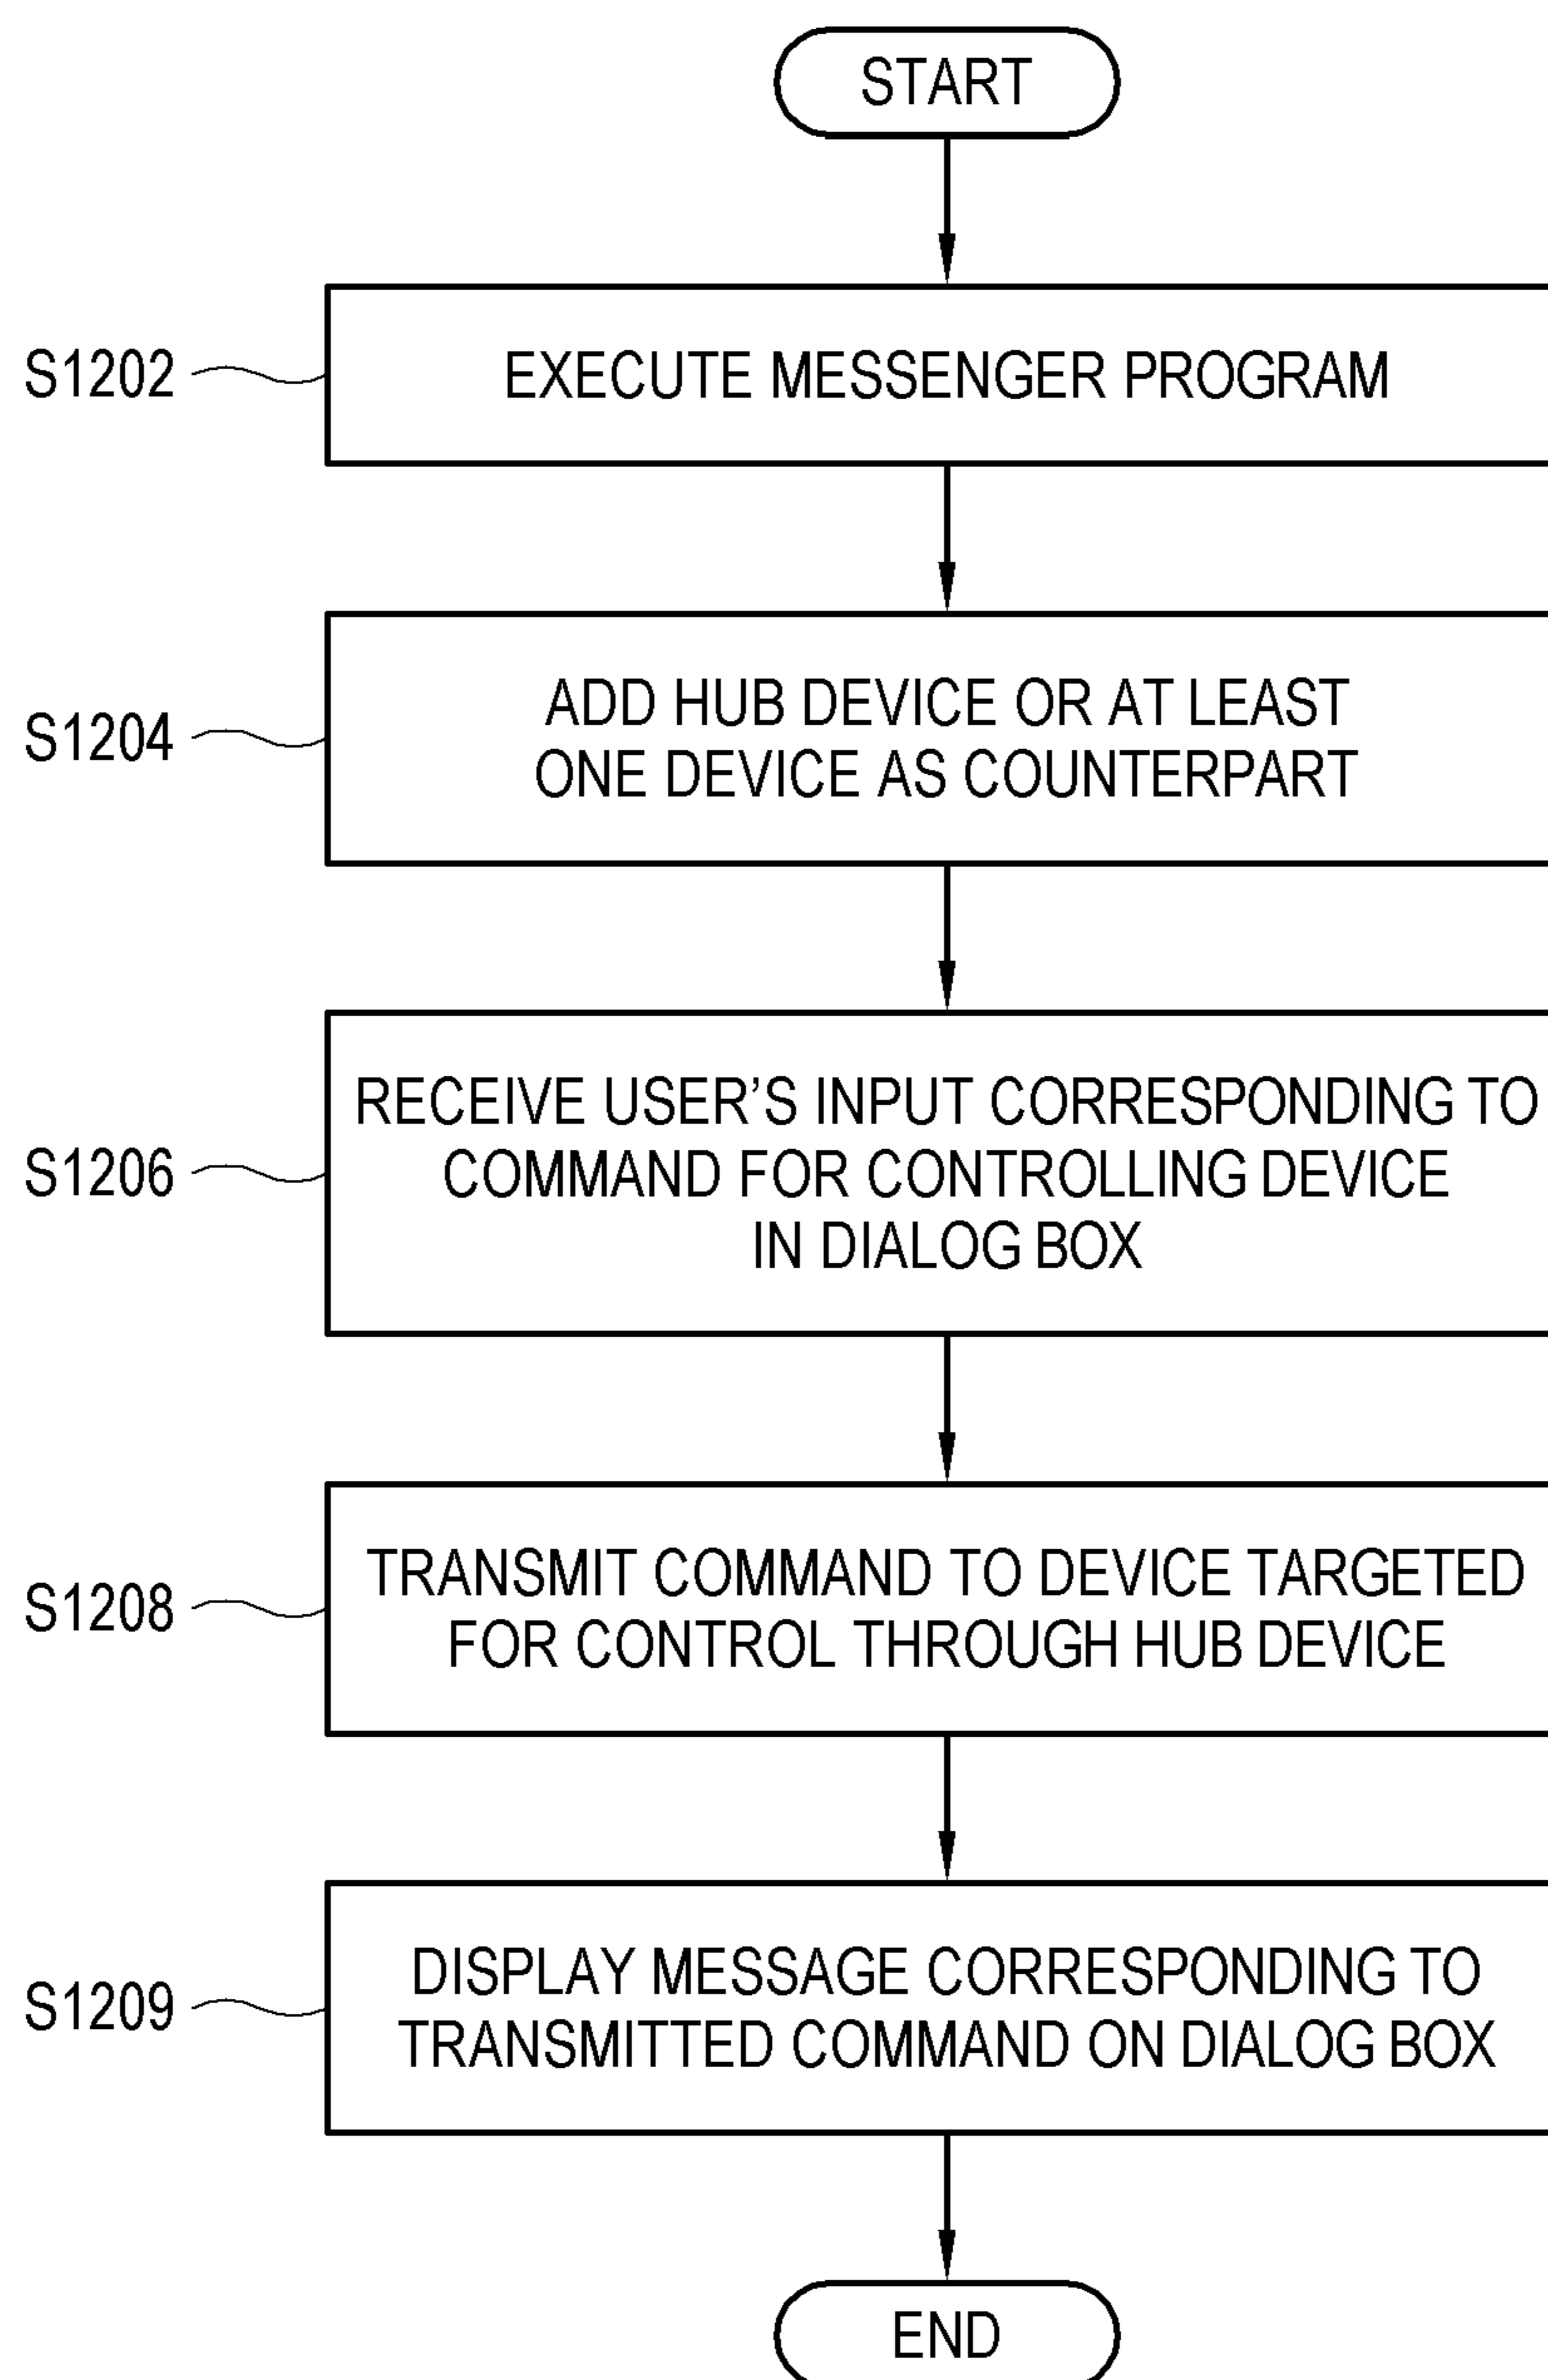 START
S1202
EXECUTE MESSENGER PROGRAM
S1204
ADD HUB DEVICE OR AT LEAST
ONE DEVICE AS COUNTERPART
S1206
RECEIVE USER’S INPUT CORRESPONDING TO
COMMAND FOR CONTROLLING DEVICE
IN DIALOG BOX
S1208
TRANSMIT COMMAND TO DEVICE TARGETED
FOR CONTROL THROUGH HUB DEVICE
S1209
DISPLAY MESSAGE CORRESPONDING TO
TRANSMITTED COMMAND ON DIALOG BOX
END